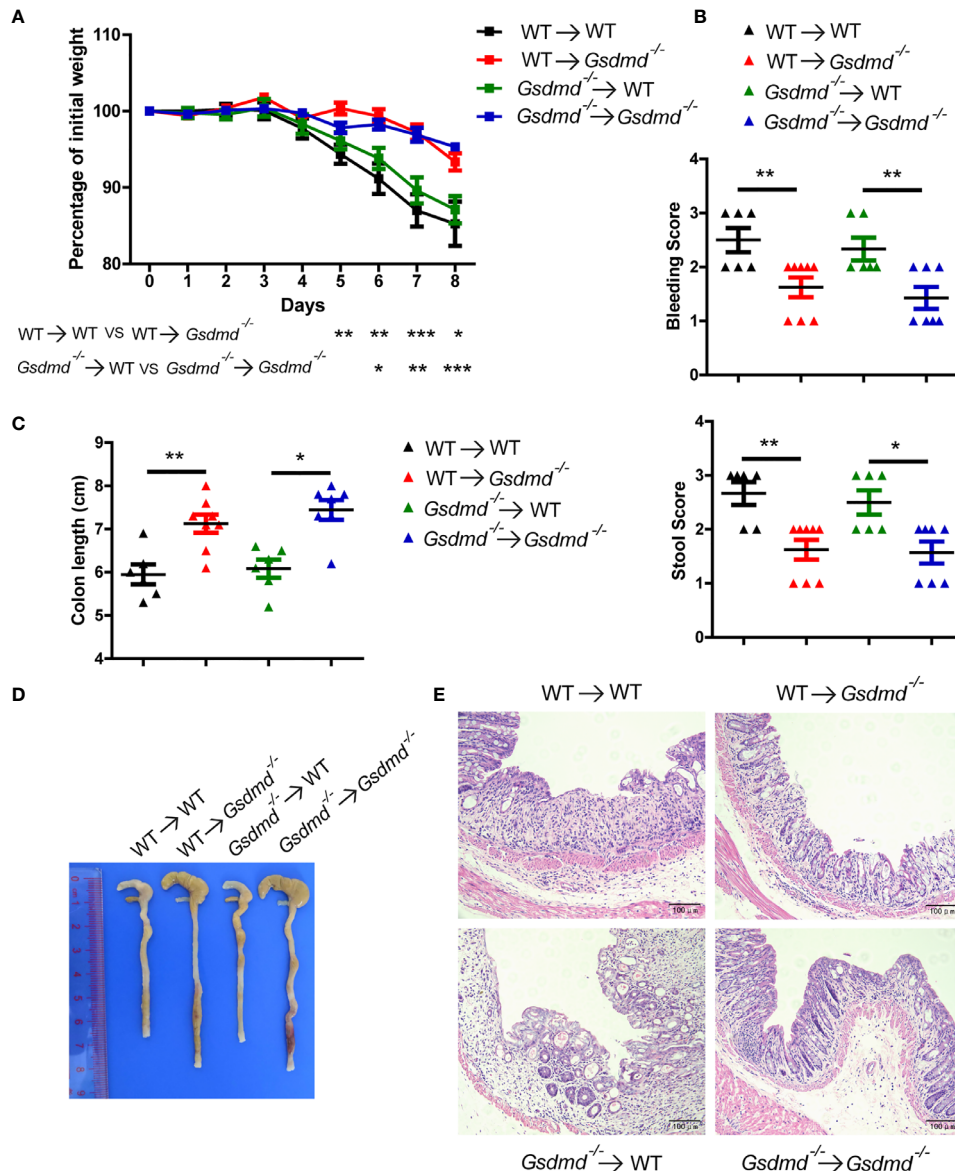 A
Percentage of initial weight
110
100
90
80
0 1 2 3 4 5 6 7 8
Days
WT → WT
WT → Gsdmd-/-
Gsdmd-/- → WT
Gsdmd-/- → Gsdmd-/-
WT → WT VS WT → Gsdmd-/- ** ** *** *
Gsdmd-/- → WT VS Gsdmd-/- → Gsdmd-/- * ** ***
B
WT → WT
WT → Gsdmd-/-
Gsdmd-/- → WT
Gsdmd-/- → Gsdmd-/-
Bleeding Score
3
2
1
0
** **
Stool Score
3
2
1
0
** *
C
Colon length (cm)
9
8
7
6
4
** *
WT → WT
WT → Gsdmd-/-
Gsdmd-/- → WT
Gsdmd-/- → Gsdmd-/-
D
WT → WT
WT → Gsdmd-/-
Gsdmd-/- → WT
Gsdmd-/- → Gsdmd-/-
E
WT → WT
WT → Gsdmd-/-
100 μm
100 μm
100 μm
100 μm
Gsdmd-/- → WT
Gsdmd-/- → Gsdmd-/-